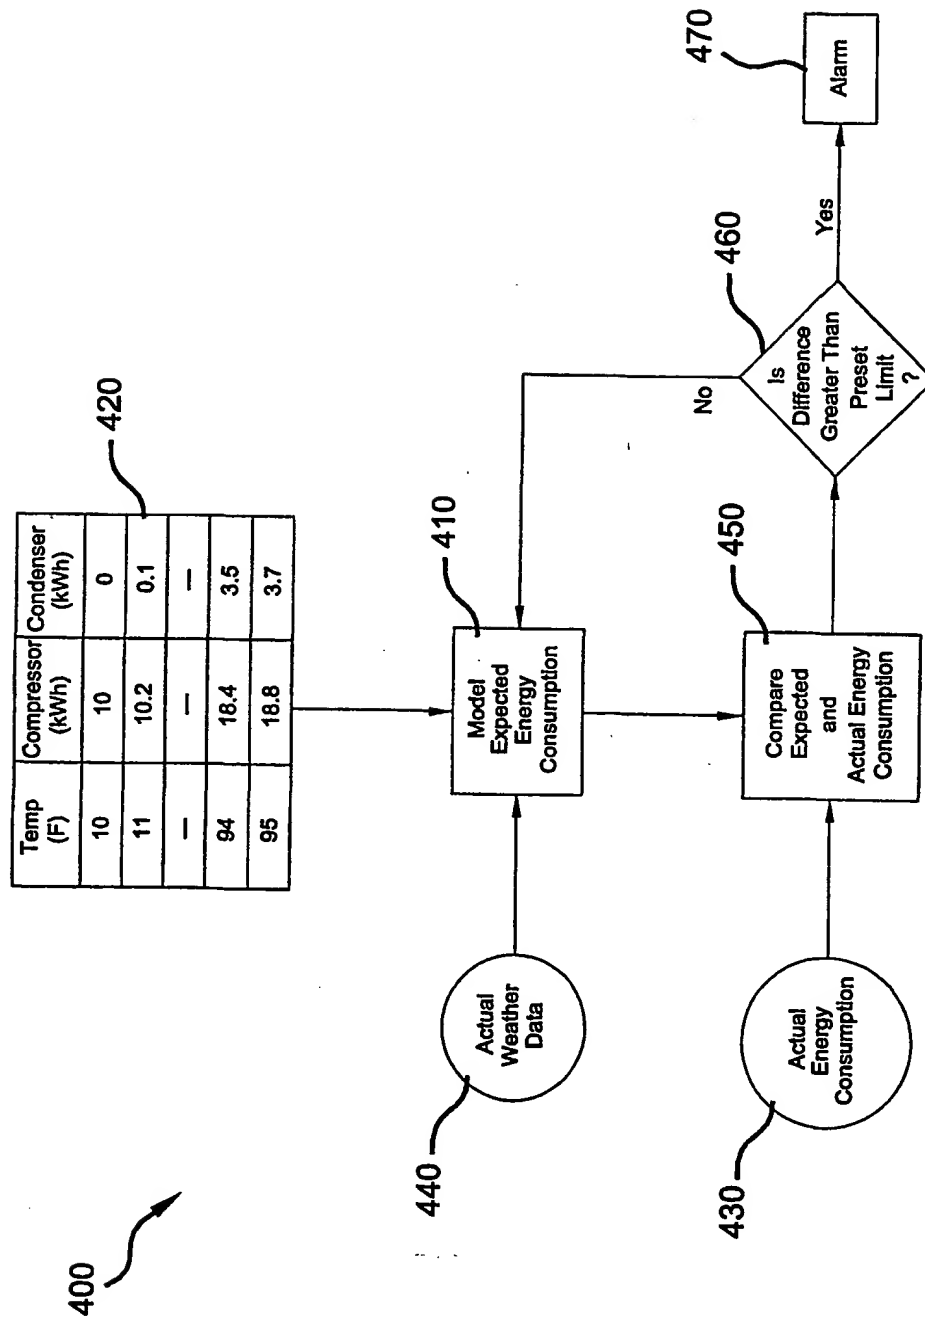 400
Temp
(F)
Compressor
(kWh)
Condenser
(kWh)
10
10
0
11
10.2
0.1
—
—
—
94
18.4
3.5
95
18.8
3.7
420
440
Actual
Weather
Data
Model
Expected
Energy
Consumption
410
430
Actual
Energy
Consumption
Compare
Expected
and
Actual Energy
Consumption
450
No
Is
Difference
Greater Than
Preset
Limit
?
460
Yes
Alarm
470